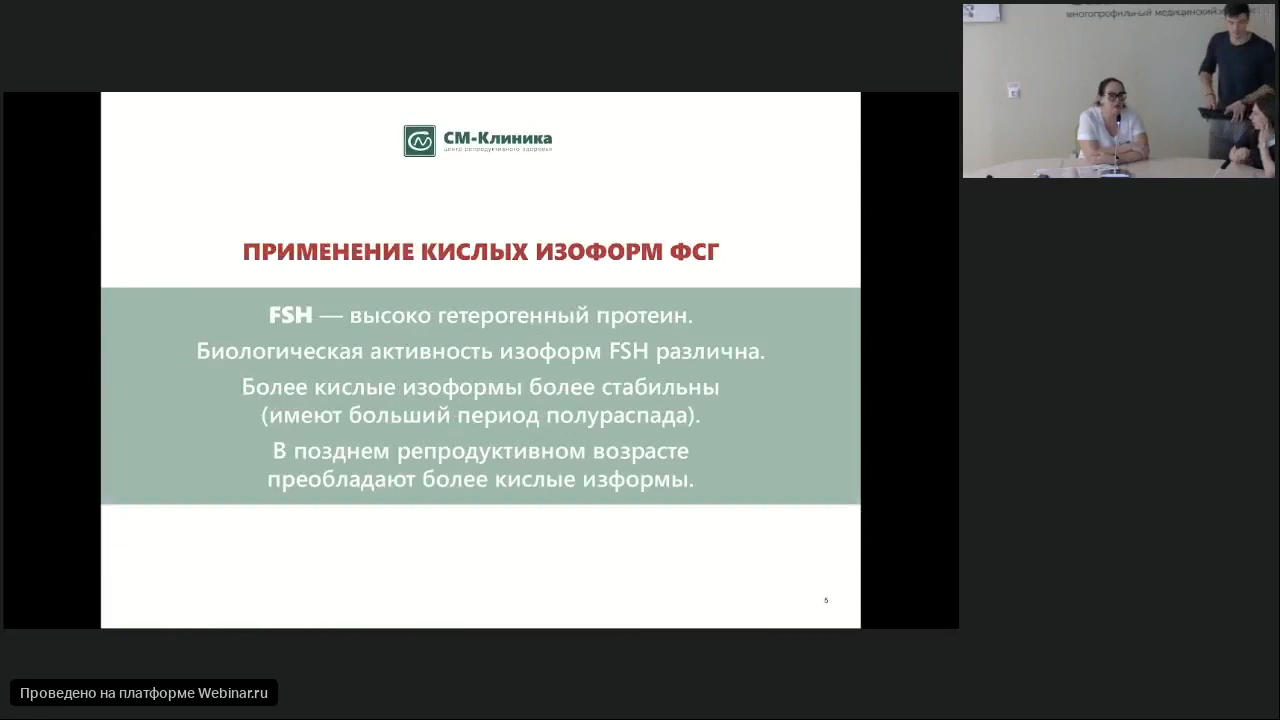 многопрофильный медицинский
СМ-Клиника
центр репродуктивного здоровья
ПРИМЕНЕНИЕ КИСЛЫХ ИЗОФОРМ ФСГ
FSH — высоко гетерогенный протеин.
Биологическая активность изоформ FSH различна.
Более кислые изоформы более стабильны
(имеют больший период полураспада).
В позднем репродуктивном возрасте
преобладают более кислые изформы.
5
Проведено на платформе Webinar.ru